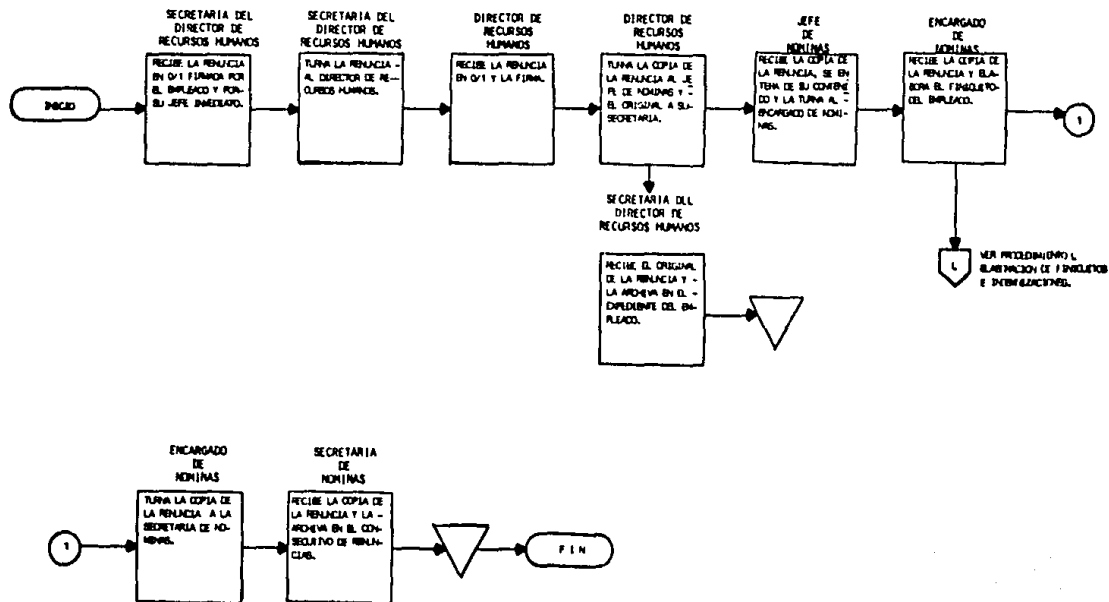 SECRETARIA DEL
DIRECTOR DE
RECURSOS HUMANOS
SECRETARIA DEL
DIRECTOR DE
RECURSOS HUMANOS
DIRECTOR DE
RECURSOS
HUMANOS
DIRECTOR DE
RECURSOS
HUMANOS
JEFE
DE
NOMINAS
ENCARGADO
DE
NOMINAS
INICIO
RECIBE LA RENUNCIA
EN 0/1 FIRMADA POR
EL EMPLEADO Y POR-
SU JEFE INMEDIATO.
TURNA LA RENUNCIA -
AL DIRECTOR DE RE-
CURSOS HUMANOS.
RECIBE LA RENUNCIA
EN 0/1 Y LA FIRMA.
TURNA LA COPIA DE
LA RENUNCIA AL JE-
FE DE NOMINAS Y -
EL ORIGINAL A SU-
SECRETARIA.
RECIBE LA COPIA DE
LA RENUNCIA, SE EN
TERA DE SU CONTENI
DO Y LA TURNA AL -
ENCARGADO DE NOMI-
NAS.
RECIBE LA COPIA DE
LA RENUNCIA Y ELA-
BORA EL FINIQUITO-
DEL EMPLEADO.
1
SECRETARIA DEL
DIRECTOR DE
RECURSOS HUMANOS
RECIBE EL ORIGINAL
DE LA RENUNCIA Y -
LA ARCHIVA EN EL -
EXPEDIENTE DEL EM-
PLEADO.
L
VER PROCEDIMIENTO L
ELABORACION DE FINIQUITOS
E INDEMNIZACIONES.
ENCARGADO
DE
NOMINAS
SECRETARIA
DE
NOMINAS
1
TURNA LA COPIA DE
LA RENUNCIA A LA
SECRETARIA DE NO-
MINAS.
RECIBE LA COPIA DE
LA RENUNCIA Y LA -
ARCHIVA EN EL CON-
SECUTIVO DE RENUN-
CIAS.
FIN